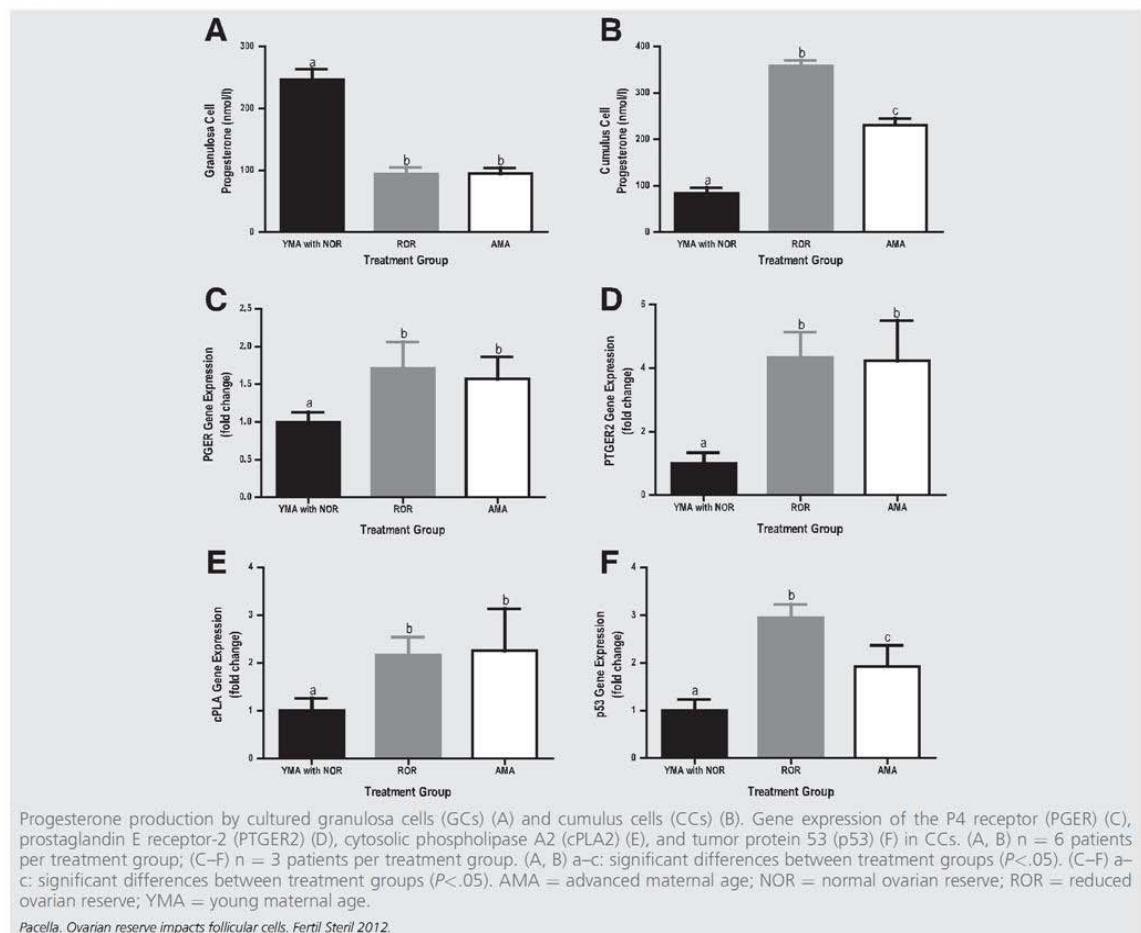 A
B
300
200
100
0
Granulosa Cell
Progesterone (nmol/l)
a
b
b
YMA with NOR
ROR
AMA
Treatment Group
400
300
200
100
0
Cumulus Cell
Progesterone (nmol/l)
a
b
c
YMA with NOR
ROR
AMA
Treatment Group
C
D
2.5
2.0
1.5
1.0
0.5
0.0
PGER Gene Expression
(fold change)
a
b
b
YMA with NOR
ROR
AMA
Treatment Group
6
4
2
0
PTGER2 Gene Expression
(fold change)
a
b
b
YMA with NOR
ROR
AMA
Treatment Group
E
F
4
3
2
1
0
cPLA Gene Expression
(fold change)
a
b
b
YMA with NOR
ROR
AMA
Treatment Group
4
3
2
1
0
p53 Gene Expression
(fold change)
a
b
c
YMA with NOR
ROR
AMA
Treatment Group
Progesterone production by cultured granulosa cells (GCs) (A) and cumulus cells (CCs) (B). Gene expression of the P4 receptor (PGER) (C),
prostaglandin E receptor-2 (PTGER2) (D), cytosolic phospholipase A2 (cPLA2) (E), and tumor protein 53 (p53) (F) in CCs. (A, B) n = 6 patients
per treatment group; (C–F) n = 3 patients per treatment group. (A, B) a–c: significant differences between treatment groups (P<.05). (C–F) a–
c: significant differences between treatment groups (P<.05). AMA = advanced maternal age; NOR = normal ovarian reserve; ROR = reduced
ovarian reserve; YMA = young maternal age.
Pacella. Ovarian reserve impacts follicular cells. Fertil Steril 2012.